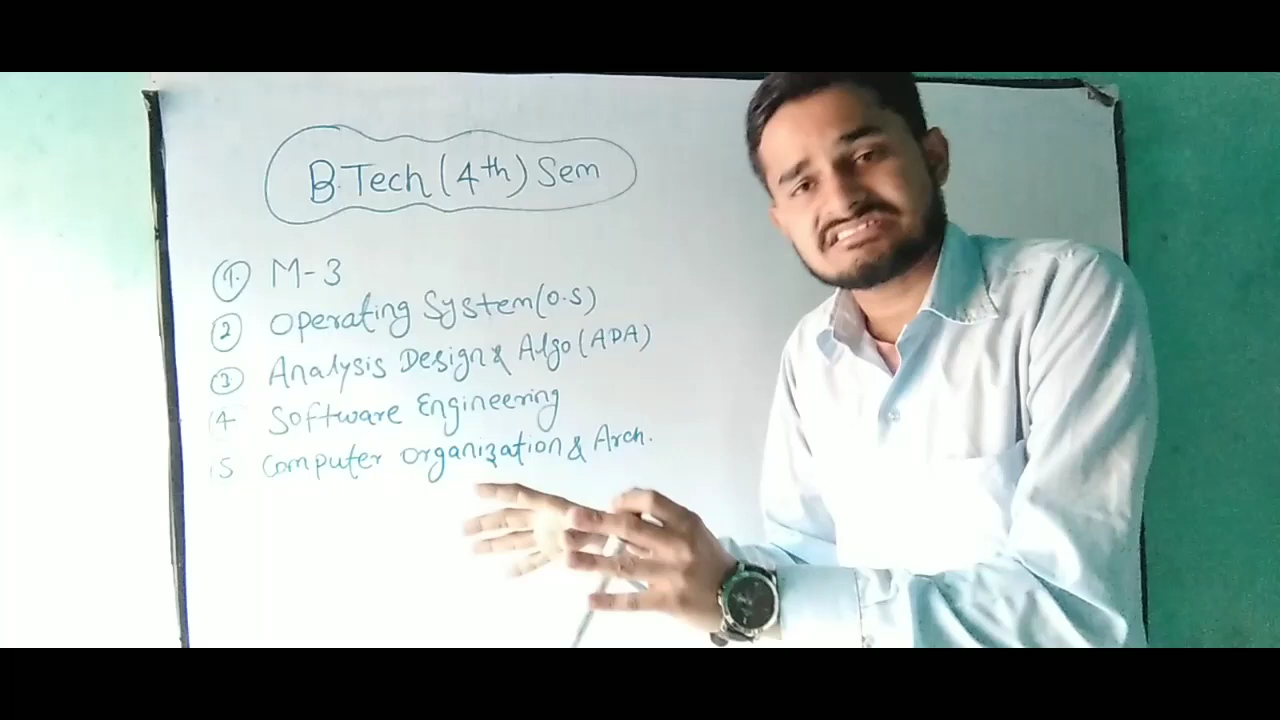 B.Tech (4th) Sem
1. M-3
2 Operating System (O.S)
3 Analysis Design & Algo (ADA)
4 Software Engineering
5 Computer Organization & Arch.